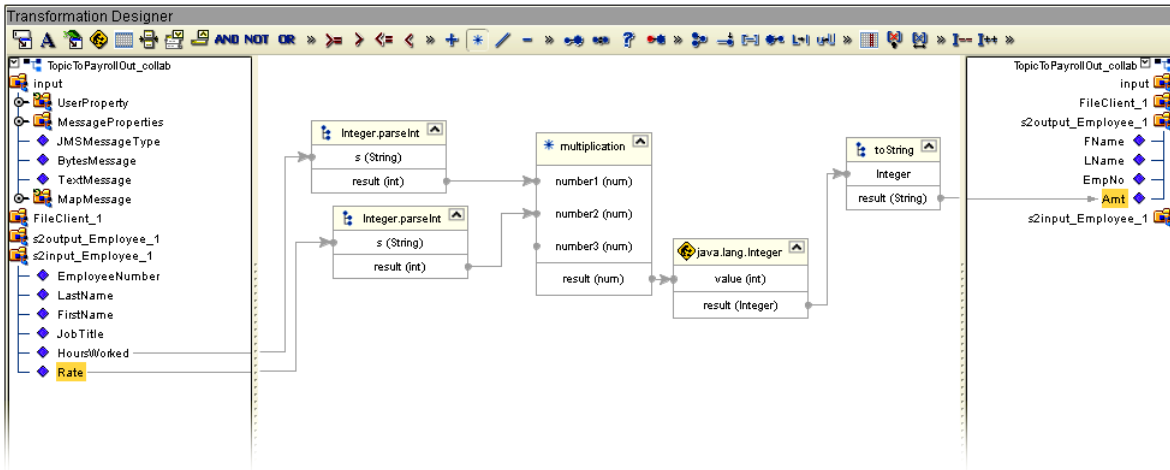 Transformation Designer
A AND NOT OR » >= > <= < » + * / - » ? » » I-- I++ »
TopicToPayrollOut_collab
input
UserProperty
MessageProperties
JMSMessageType
BytesMessage
TextMessage
MapMessage
FileClient_1
s2output_Employee_1
s2input_Employee_1
EmployeeNumber
LastName
FirstName
JobTitle
HoursWorked
Rate
Integer.parseInt
s (String)
result (int)
Integer.parseInt
s (String)
result (int)
* multiplication
number1 (num)
number2 (num)
number3 (num)
result (num)
java.lang.Integer
value (int)
result (Integer)
toString
Integer
result (String)
TopicToPayrollOut_collab
input
FileClient_1
s2output_Employee_1
FName
LName
EmpNo
Amt
s2input_Employee_1